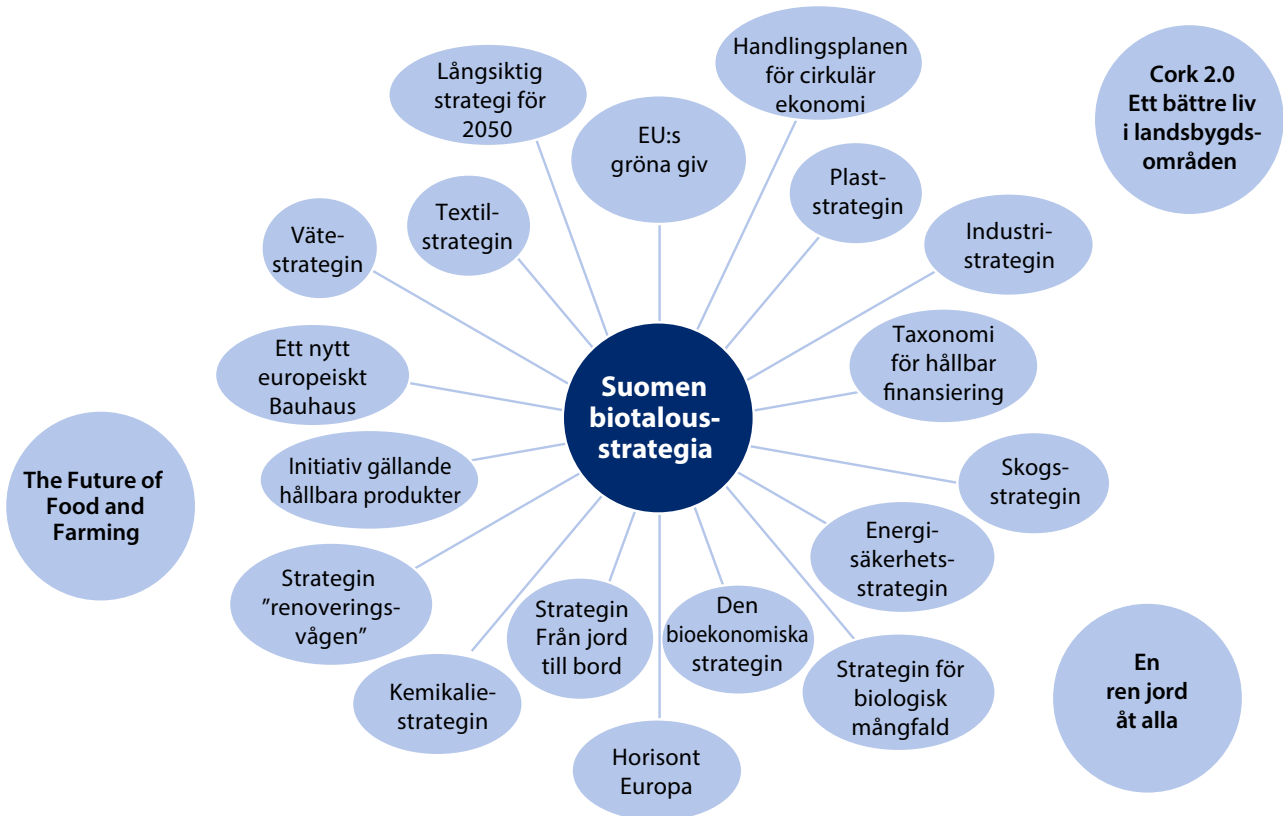 Långsiktig
strategi för
2050
EU:s
gröna giv
Handlingsplanen
för cirkulär
ekonomi
Cork 2.0
Ett bättre liv
i landsbygds-
områden
Väte-
strategin
Textil-
strategin
Plast-
strategin
Industri-
strategin
Ett nytt
europeiskt
Bauhaus
Suomen
biotalous-
strategia
Taxonomi
för hållbar
finansiering
The Future of
Food and
Farming
Initiativ gällande
hållbara produkter
Skogs-
strategin
Strategin
”renoverings-
vågen”
Energi-
säkerhets-
strategin
Kemikalie-
strategin
Strategin
Från jord
till bord
Den
bioekonomiska
strategin
Strategin för
biologisk
mångfald
En
ren jord
åt alla
Horisont
Europa